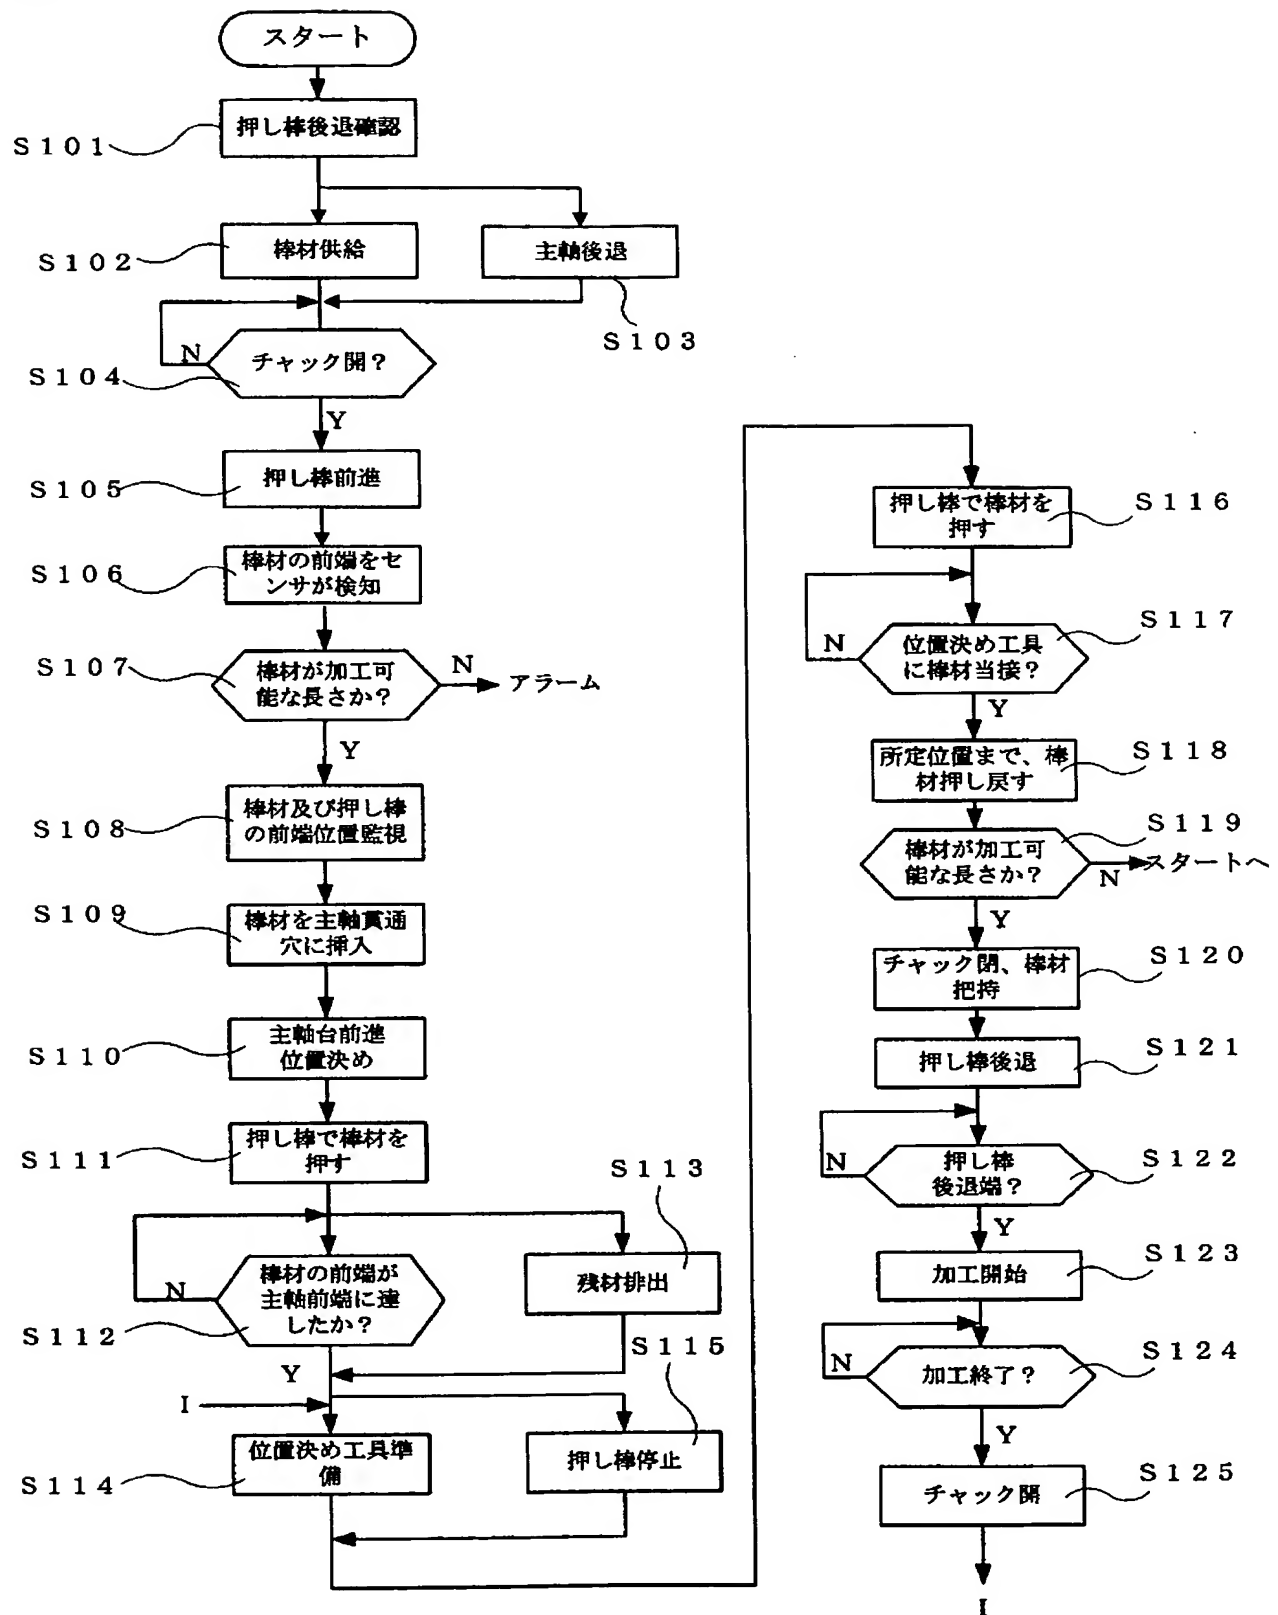 スタート
S101
押し棒後退確認
S102
棒材供給
主軸後退
S103
S104
N
チャック開?
Y
S105
押し棒前進
S106
棒材の前端をセ
ンサが検知
S107
棒材が加工可
能な長さか?
N
アラーム
Y
S108
棒材及び押し棒
の前端位置監視
S109
棒材を主軸貫通
穴に挿入
S110
主軸台前進
位置決め
S111
押し棒で棒材を
押す
S113
残材排出
N
棒材の前端が
主軸前端に達
したか?
S112
Y
S115
I
S114
位置決め工具準
備
押し棒停止
押し棒で棒材を
押す
S116
N
位置決め工具
に棒材当接?
S117
Y
所定位置まで、棒
材押し戻す
S118
棒材が加工可
能な長さか?
S119
N
スタートへ
Y
チャック閉、棒材
把持
S120
押し棒後退
S121
N
押し棒
後退端?
S122
Y
加工開始
S123
N
加工終了?
S124
Y
チャック開
S125
I